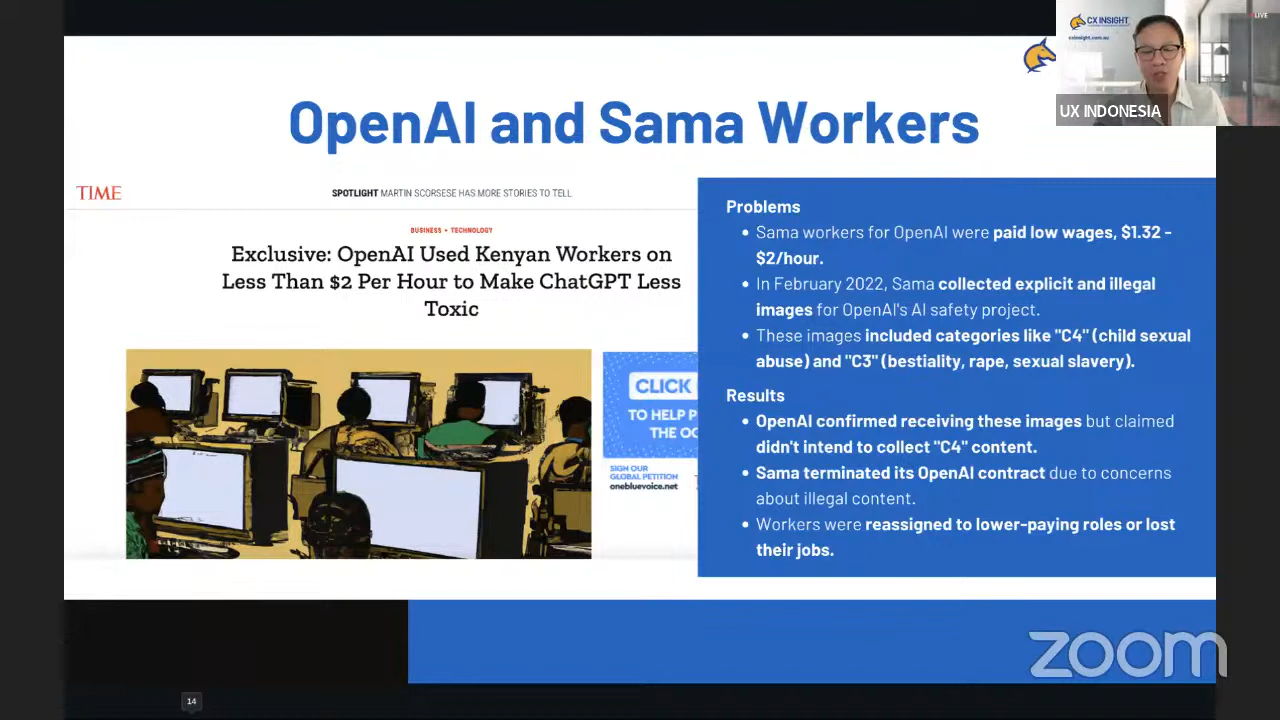 CX INSIGHT
cxinsight.com.au
LIVE
UX INDONESIA
OpenAI and Sama Workers
TIME
SPOTLIGHT MARTIN SCORSESE HAS MORE STORIES TO TELL
BUSINESS • TECHNOLOGY
Exclusive: OpenAI Used Kenyan Workers on
Less Than $2 Per Hour to Make ChatGPT Less
Toxic
CLICK
TO HELP P
THE OC
SIGN OUR
GLOBAL PETITION
onebluevoice.net
Problems
• Sama workers for OpenAI were paid low wages, $1.32 -
$2/hour.
• In February 2022, Sama collected explicit and illegal
images for OpenAI's AI safety project.
• These images included categories like "C4" (child sexual
abuse) and "C3" (bestiality, rape, sexual slavery).
Results
• OpenAI confirmed receiving these images but claimed
didn't intend to collect "C4" content.
• Sama terminated its OpenAI contract due to concerns
about illegal content.
• Workers were reassigned to lower-paying roles or lost
their jobs.
zoom
14